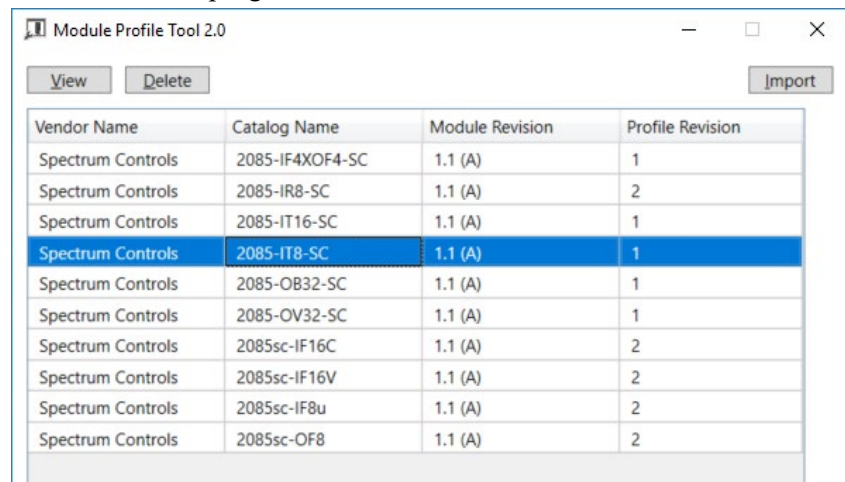 Module Profile Tool 2.0
View Delete Import
Vendor Name Catalog Name Module Revision Profile Revision
Spectrum Controls 2085-IF4XOF4-SC 1.1 (A) 1
Spectrum Controls 2085-IR8-SC 1.1 (A) 2
Spectrum Controls 2085-IT16-SC 1.1 (A) 1
Spectrum Controls 2085-IT8-SC 1.1 (A) 1
Spectrum Controls 2085-OB32-SC 1.1 (A) 1
Spectrum Controls 2085-OV32-SC 1.1 (A) 1
Spectrum Controls 2085sc-IF16C 1.1 (A) 2
Spectrum Controls 2085sc-IF16V 1.1 (A) 2
Spectrum Controls 2085sc-IF8u 1.1 (A) 2
Spectrum Controls 2085sc-OF8 1.1 (A) 2